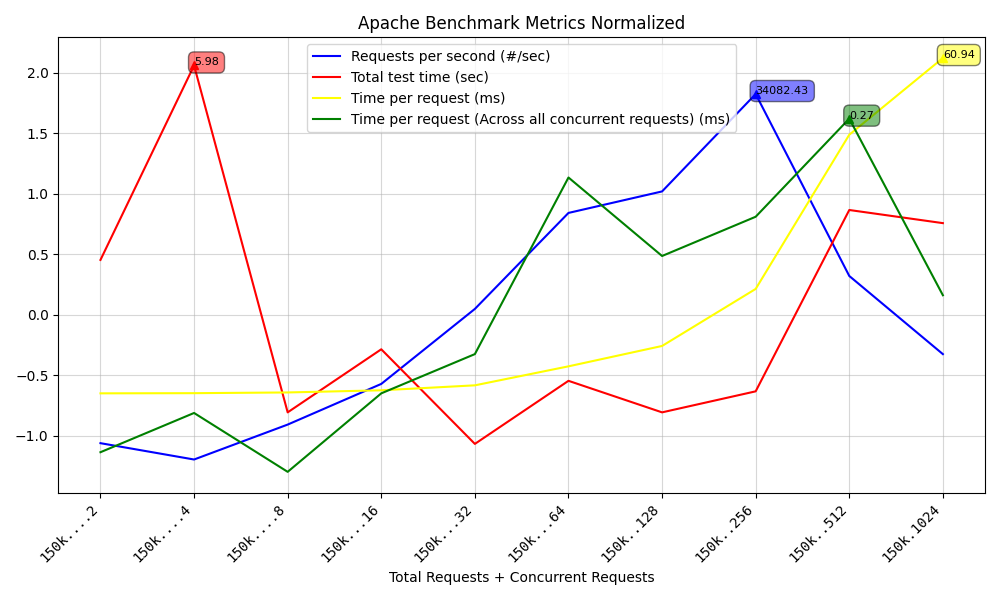 Apache Benchmark Metrics Normalized
Requests per second (#/sec)
Total test time (sec)
Time per request (ms)
Time per request (Across all concurrent requests) (ms)
5.98
34082.43
0.27
60.94
2.0
1.5
1.0
0.5
0.0
−0.5
−1.0
150k....2
150k....4
150k....8
150k...16
150k...32
150k...64
150k..128
150k..256
150k..512
150k.1024
Total Requests + Concurrent Requests